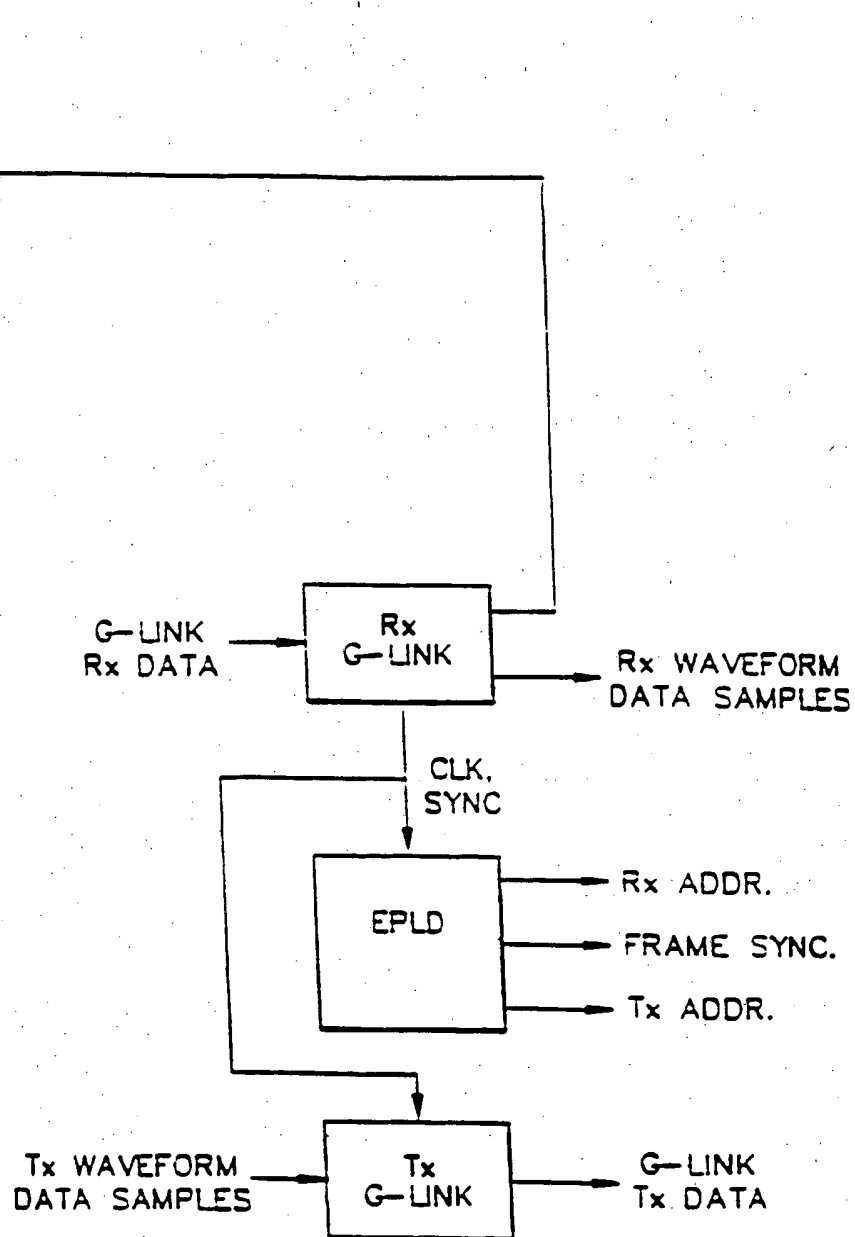 G-LINK
Rx DATA
Rx
G-LINK
Rx WAVEFORM
DATA SAMPLES
CLK,
SYNC
EPLD
Rx ADDR.
FRAME SYNC.
Tx ADDR.
Tx WAVEFORM
DATA SAMPLES
Tx
G-LINK
G-LINK
Tx DATA